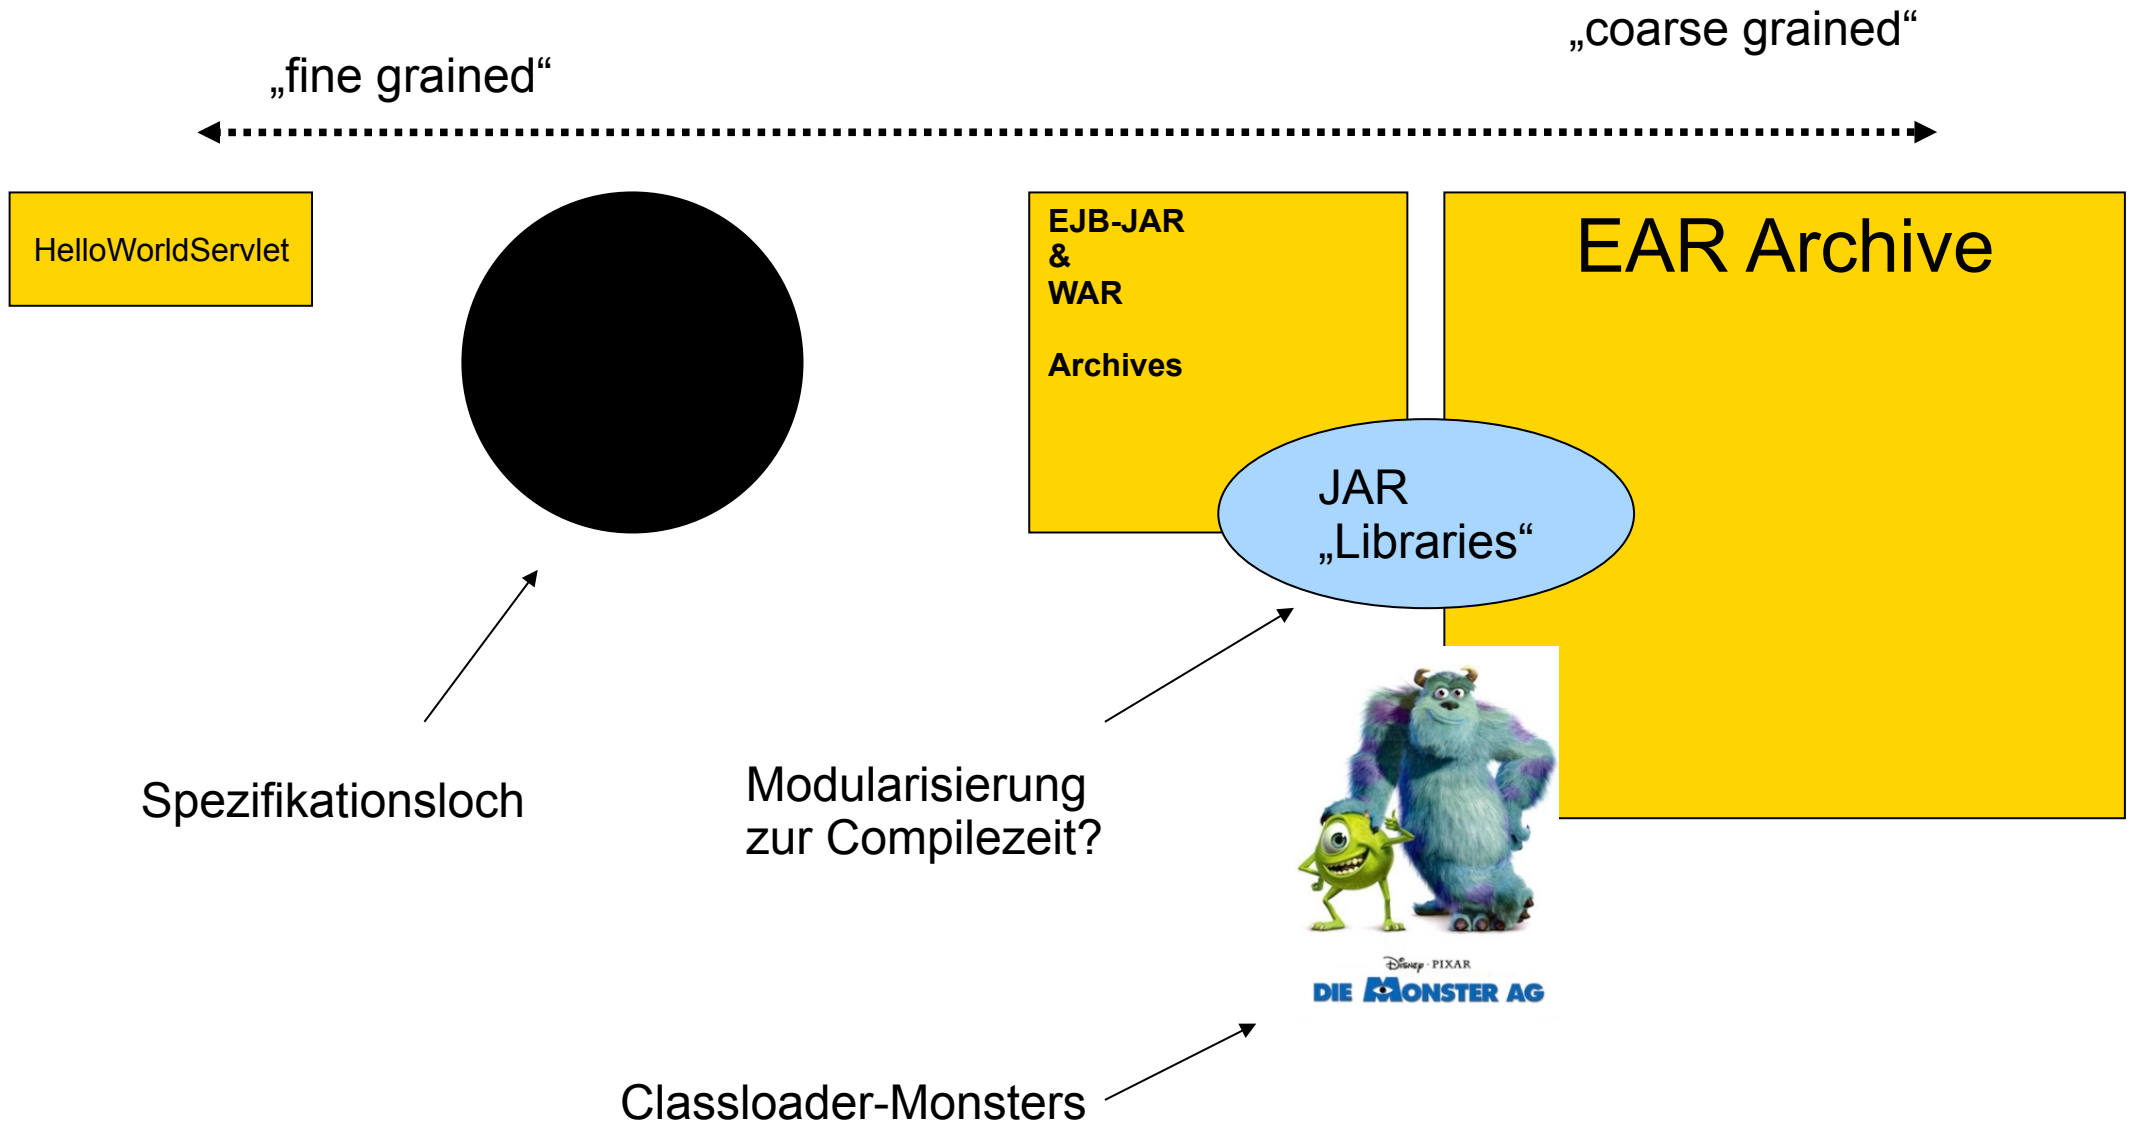 „coarse grained“
„fine grained“
HelloWorldServlet
EJB-JAR
&
WAR
Archives
EAR Archive
JAR
„Libraries“
Spezifikationsloch
Modularisierung
zur Compilezeit?
Disney · PIXAR
DIE MONSTER AG
Classloader-Monsters